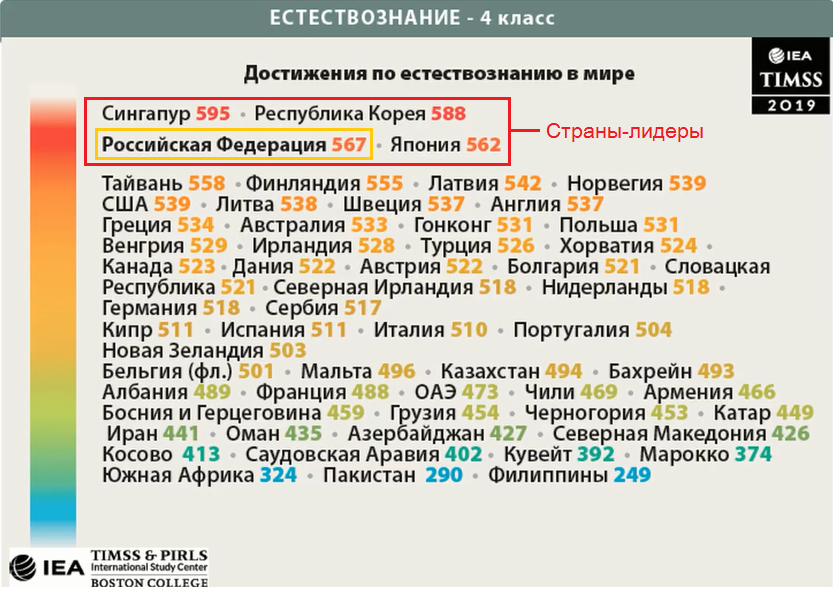 ЕСТЕСТВОЗНАНИЕ - 4 класс
IEA
TIMSS
2019
Достижения по естествознанию в мире
Сингапур 595 • Республика Корея 588
Российская Федерация 567 • Япония 562
Страны-лидеры
Тайвань 558 • Финляндия 555 • Латвия 542 • Норвегия 539
США 539 • Литва 538 • Швеция 537 • Англия 537
Греция 534 • Австралия 533 • Гонконг 531 • Польша 531
Венгрия 529 • Ирландия 528 • Турция 526 • Хорватия 524 •
Канада 523 • Дания 522 • Австрия 522 • Болгария 521 • Словацкая
Республика 521 • Северная Ирландия 518 • Нидерланды 518 •
Германия 518 • Сербия 517
Кипр 511 • Испания 511 • Италия 510 • Португалия 504
Новая Зеландия 503
Бельгия (фл.) 501 • Мальта 496 • Казахстан 494 • Бахрейн 493
Албания 489 • Франция 488 • ОАЭ 473 • Чили 469 • Армения 466
Босния и Герцеговина 459 • Грузия 454 • Черногория 453 • Катар 449
Иран 441 • Оман 435 • Азербайджан 427 • Северная Македония 426
Косово 413 • Саудовская Аравия 402 • Кувейт 392 • Марокко 374
Южная Африка 324 • Пакистан 290 • Филиппины 249
IEA
TIMSS & PIRLS
International Study Center
BOSTON COLLEGE